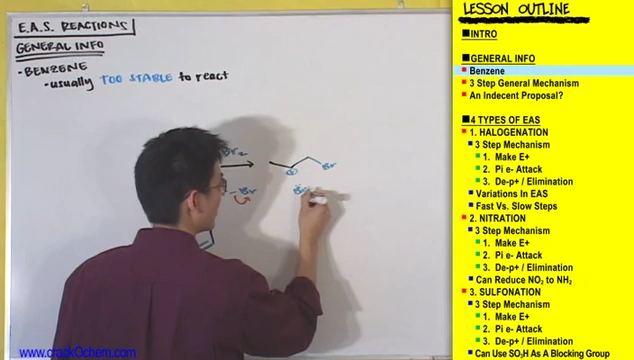 E.A.S. REACTIONS
GENERAL INFO
-BENZENE
-usually TOO STABLE to react
Br₂
⊕
Br
-Br
www.crackOchem.com
LESSON OUTLINE
INTRO
GENERAL INFO
Benzene
3 Step General Mechanism
An Indecent Proposal?
4 TYPES OF EAS
1. HALOGENATION
3 Step Mechanism
1. Make E+
2. Pi e- Attack
3. De-p+ / Elimination
Variations In EAS
Fast Vs. Slow Steps
2. NITRATION
3 Step Mechanism
1. Make E+
2. Pi e- Attack
3. De-p+ / Elimination
Can Reduce NO₂ to NH₂
3. SULFONATION
3 Step Mechanism
1. Make E+
2. Pi e- Attack
3. De-p+ / Elimination
Can Use SO₃H As A Blocking Group